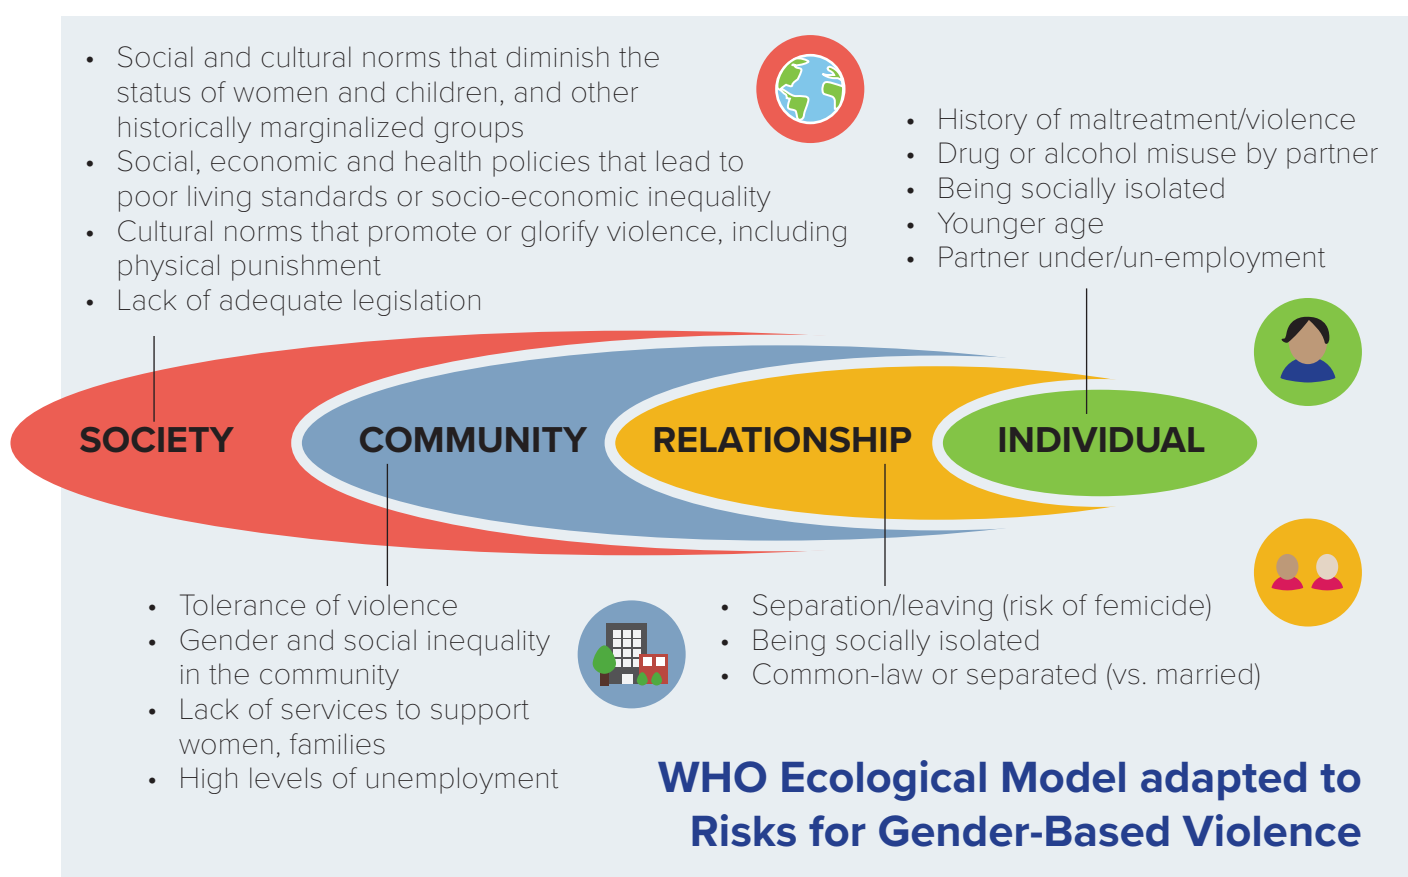 • Social and cultural norms that diminish the
status of women and children, and other
historically marginalized groups
• Social, economic and health policies that lead to
poor living standards or socio-economic inequality
• Cultural norms that promote or glorify violence, including
physical punishment
• Lack of adequate legislation
• History of maltreatment/violence
• Drug or alcohol misuse by partner
• Being socially isolated
• Younger age
• Partner under/un-employment
SOCIETY
COMMUNITY
RELATIONSHIP
INDIVIDUAL
• Tolerance of violence
• Gender and social inequality
in the community
• Lack of services to support
women, families
• High levels of unemployment
• Separation/leaving (risk of femicide)
• Being socially isolated
• Common-law or separated (vs. married)
WHO Ecological Model adapted to
Risks for Gender-Based Violence